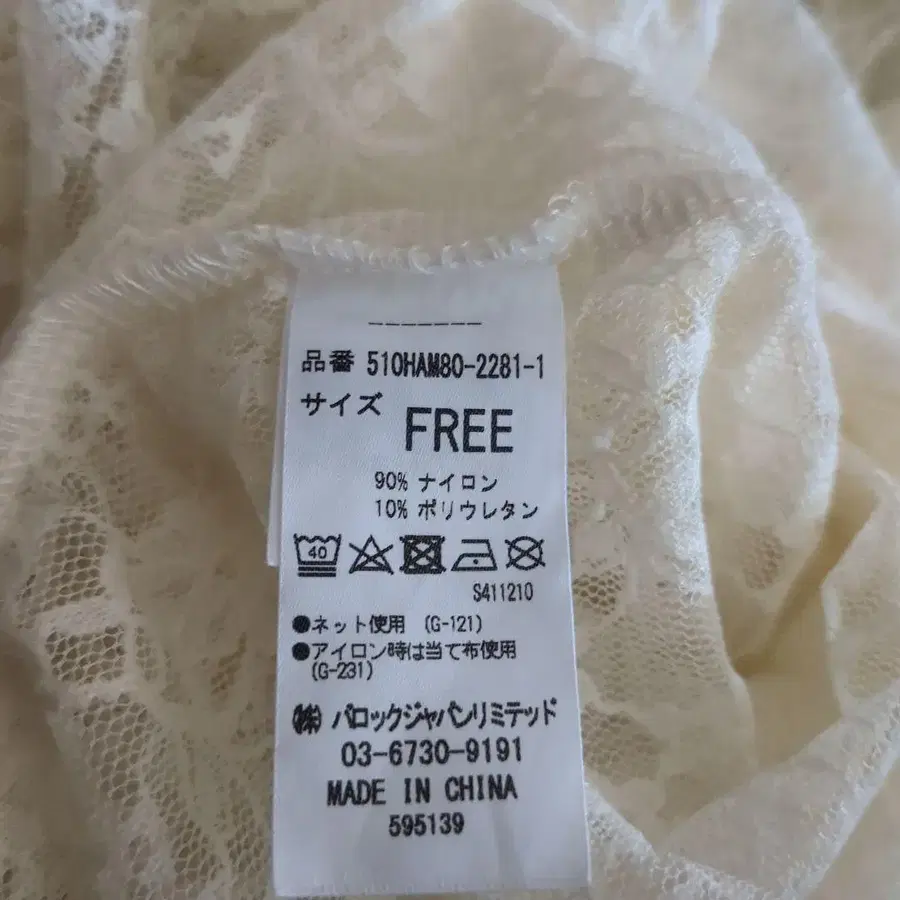 品番 510HAM80-2281-1
サイズ FREE
90% ナイロン
10% ポリウレタン
40
S411210
●ネット使用 (G-121)
●アイロン時は当て布使用
(G-231)
㈱ バロックジャパンリミテッド
03-6730-9191
MADE IN CHINA
595139